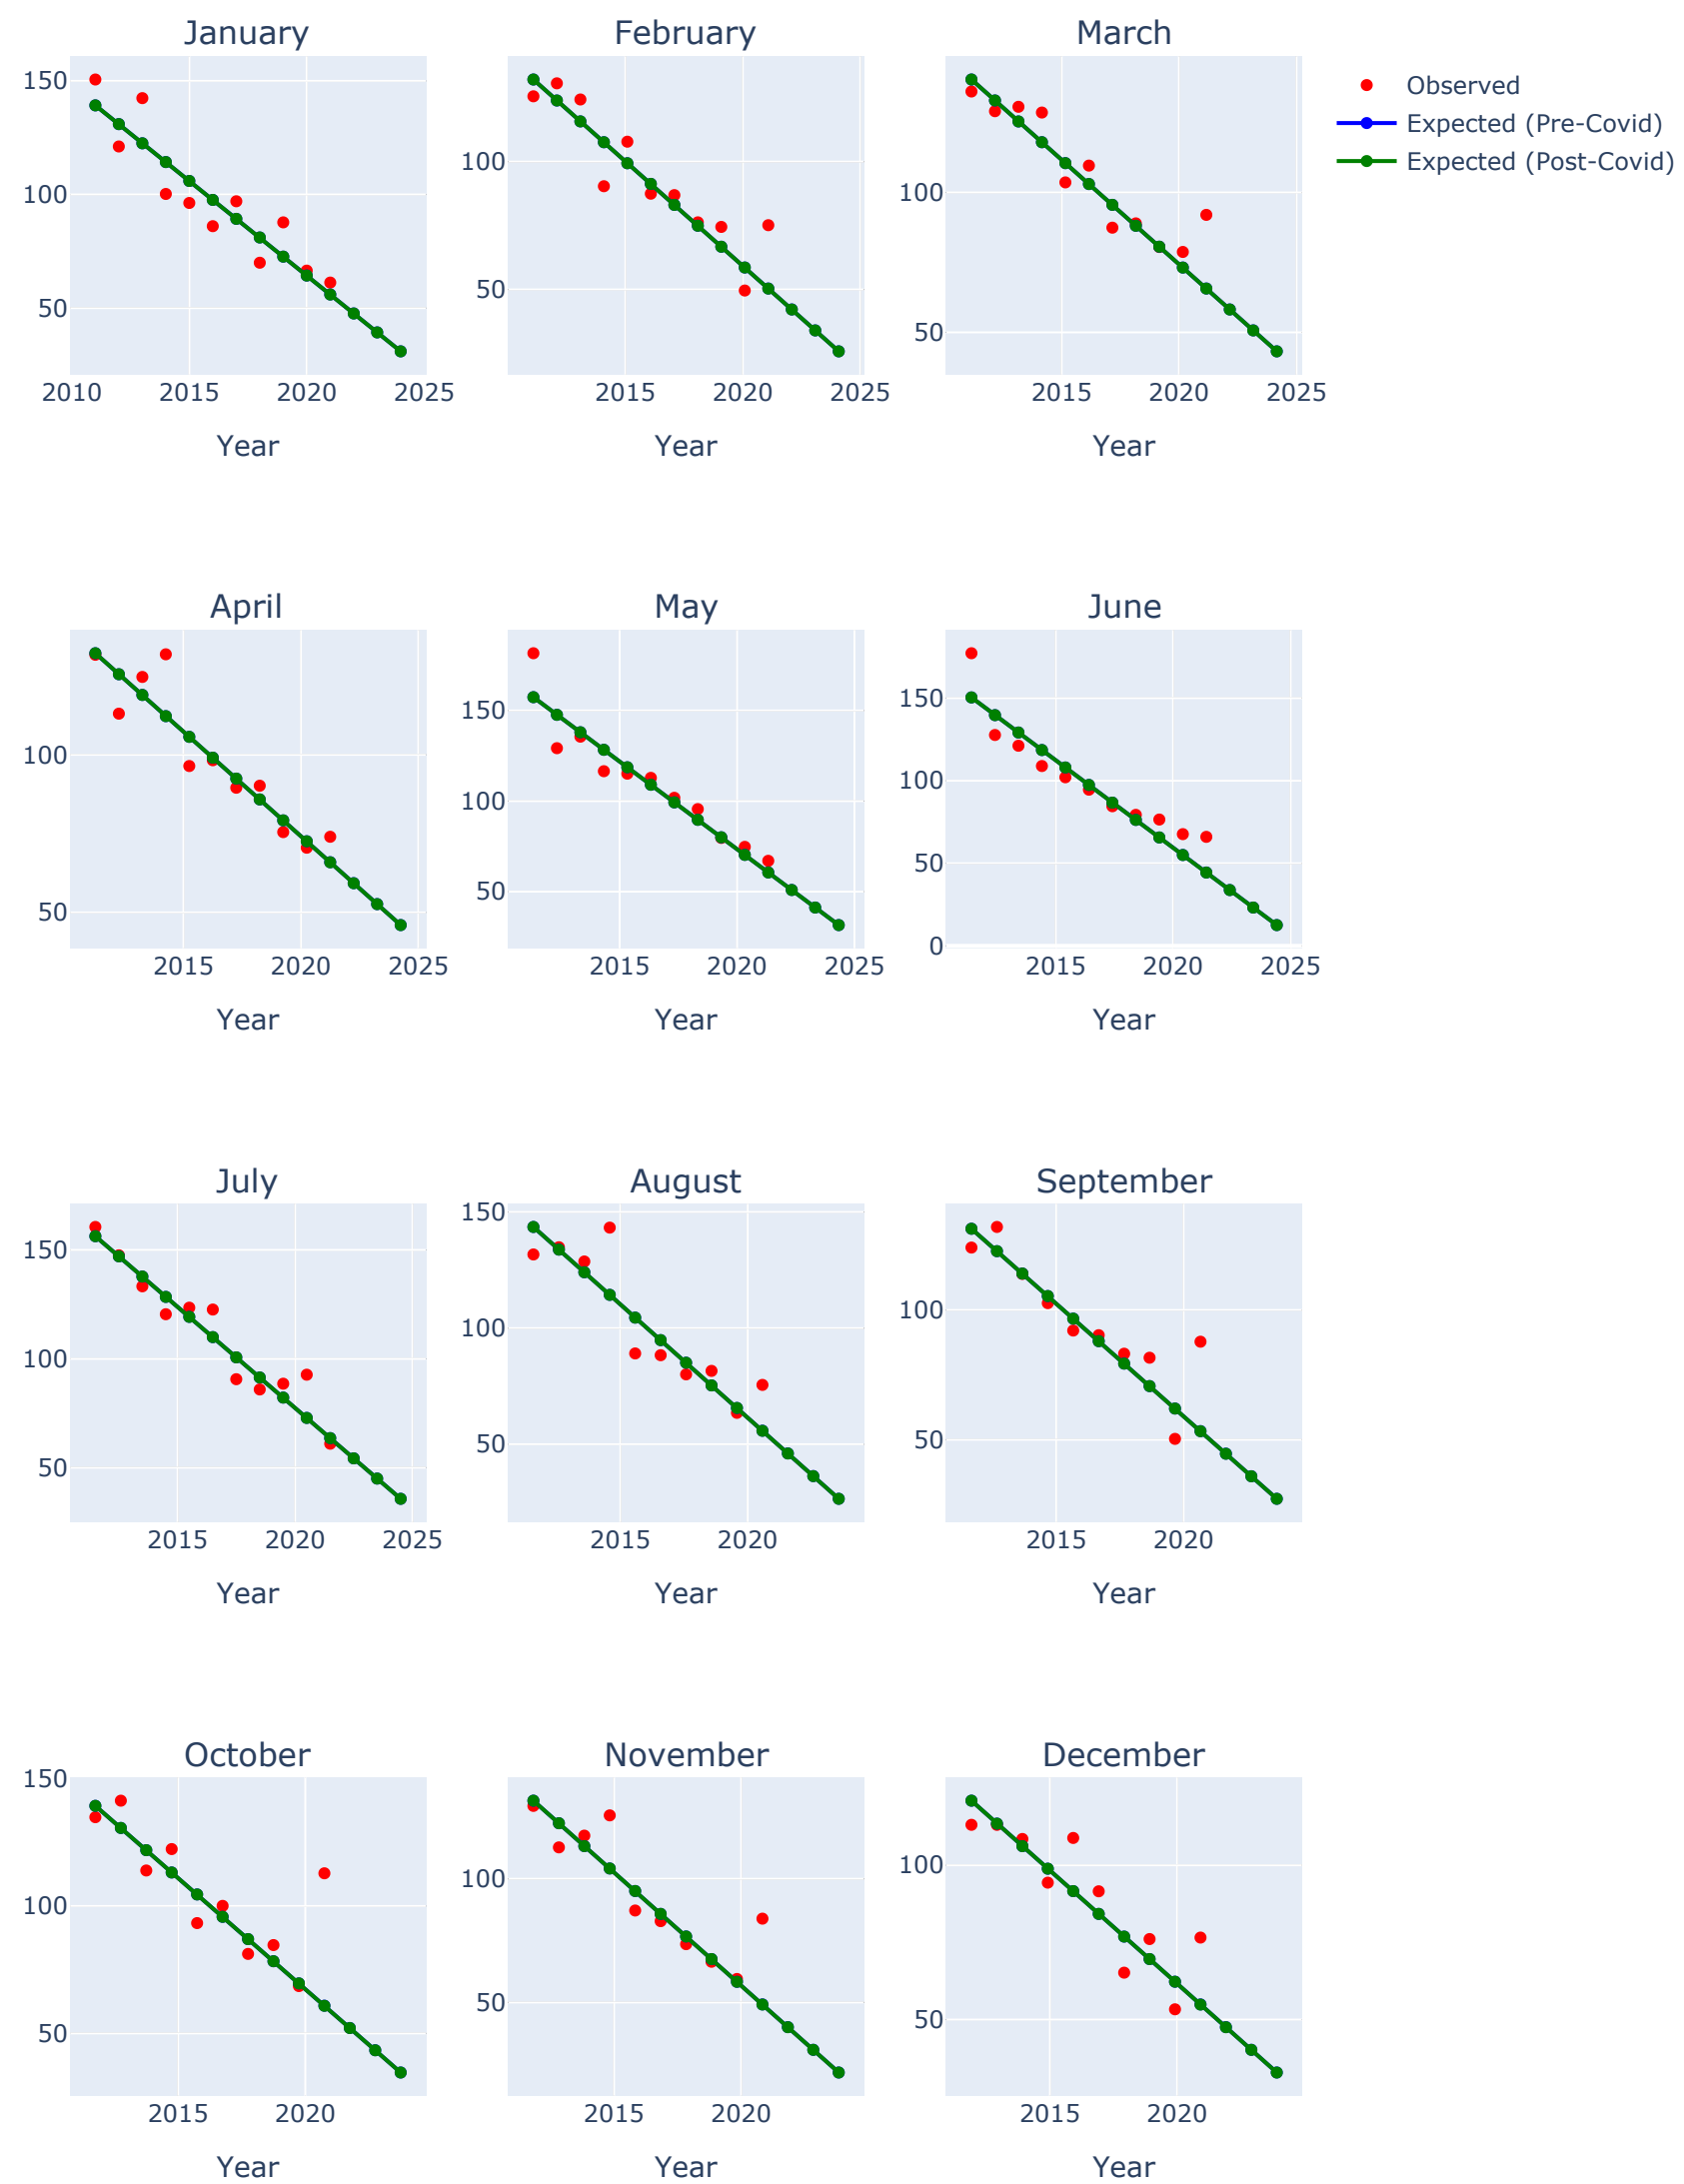 January February March
150
100
50
2010 2015 2020 2025
Year
100
50
2015 2020 2025
Year
100
50
2015 2020 2025
Year
Observed
Expected (Pre-Covid)
Expected (Post-Covid)
April May June
100
50
2015 2020 2025
Year
150
100
50
2015 2020 2025
Year
150
100
50
0
2015 2020 2025
Year
July August September
150
100
50
2015 2020 2025
Year
150
100
50
2015 2020
Year
100
50
2015 2020
Year
October November December
150
100
50
2015 2020
Year
100
50
2015 2020
Year
100
50
2015 2020
Year